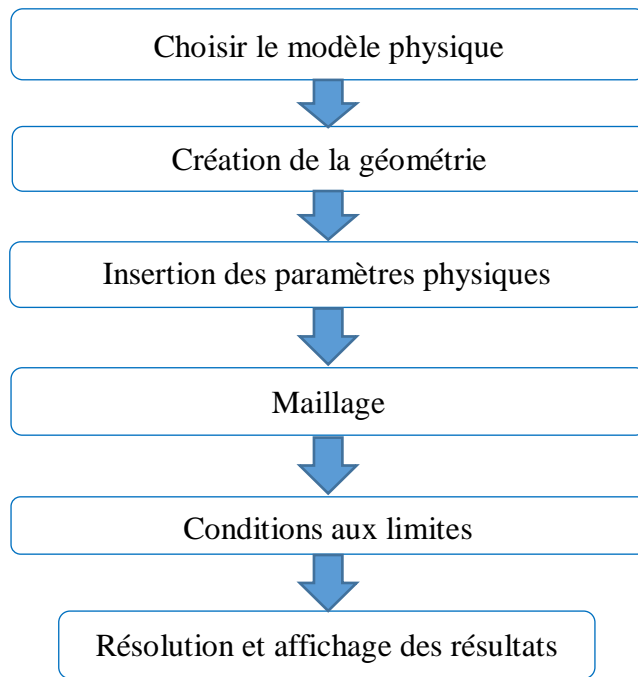 Choisir le modèle physique
Création de la géométrie
Insertion des paramètres physiques
Maillage
Conditions aux limites
Résolution et affichage des résultats